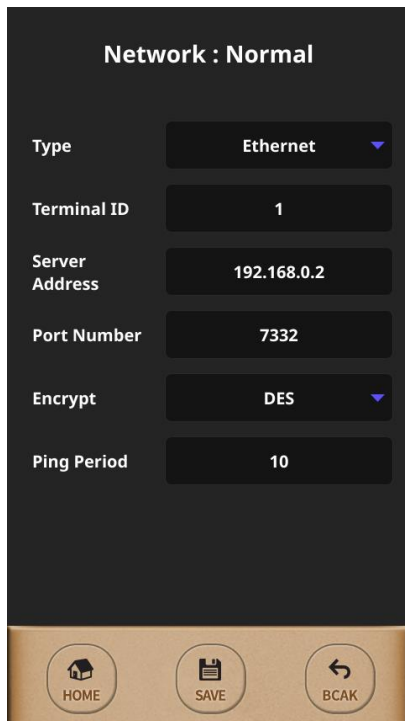 Network : Normal
Type
Ethernet
Terminal ID
1
Server
Address
192.168.0.2
Port Number
7332
Encrypt
DES
Ping Period
10
HOME
SAVE
BCAK